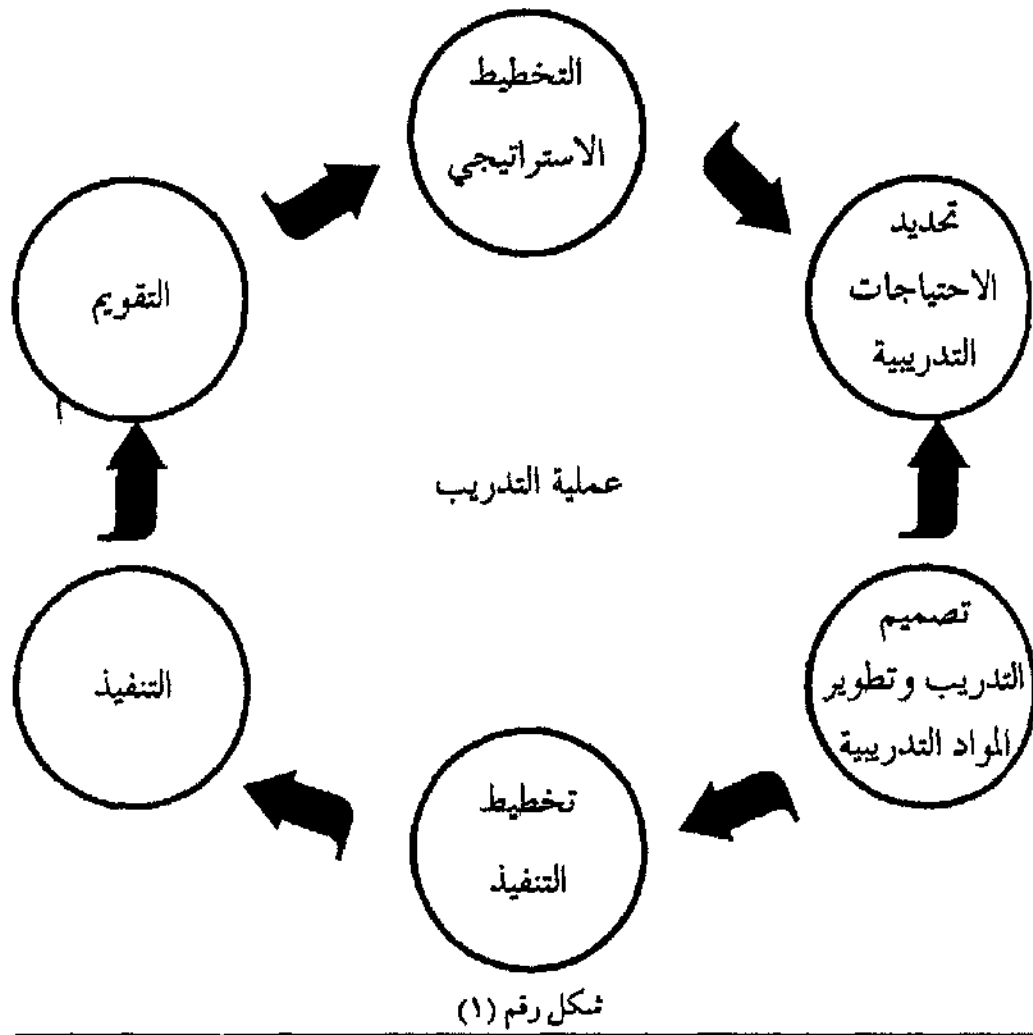 التخطيط
الاستراتيجي
تحديد
الاحتياجات
التدريبية
تصميم
التدريب وتطوير
المواد التدريبية
تخطيط
التنفيذ
التنفيذ
التقويم
عملية التدريب
شكل رقم (١)